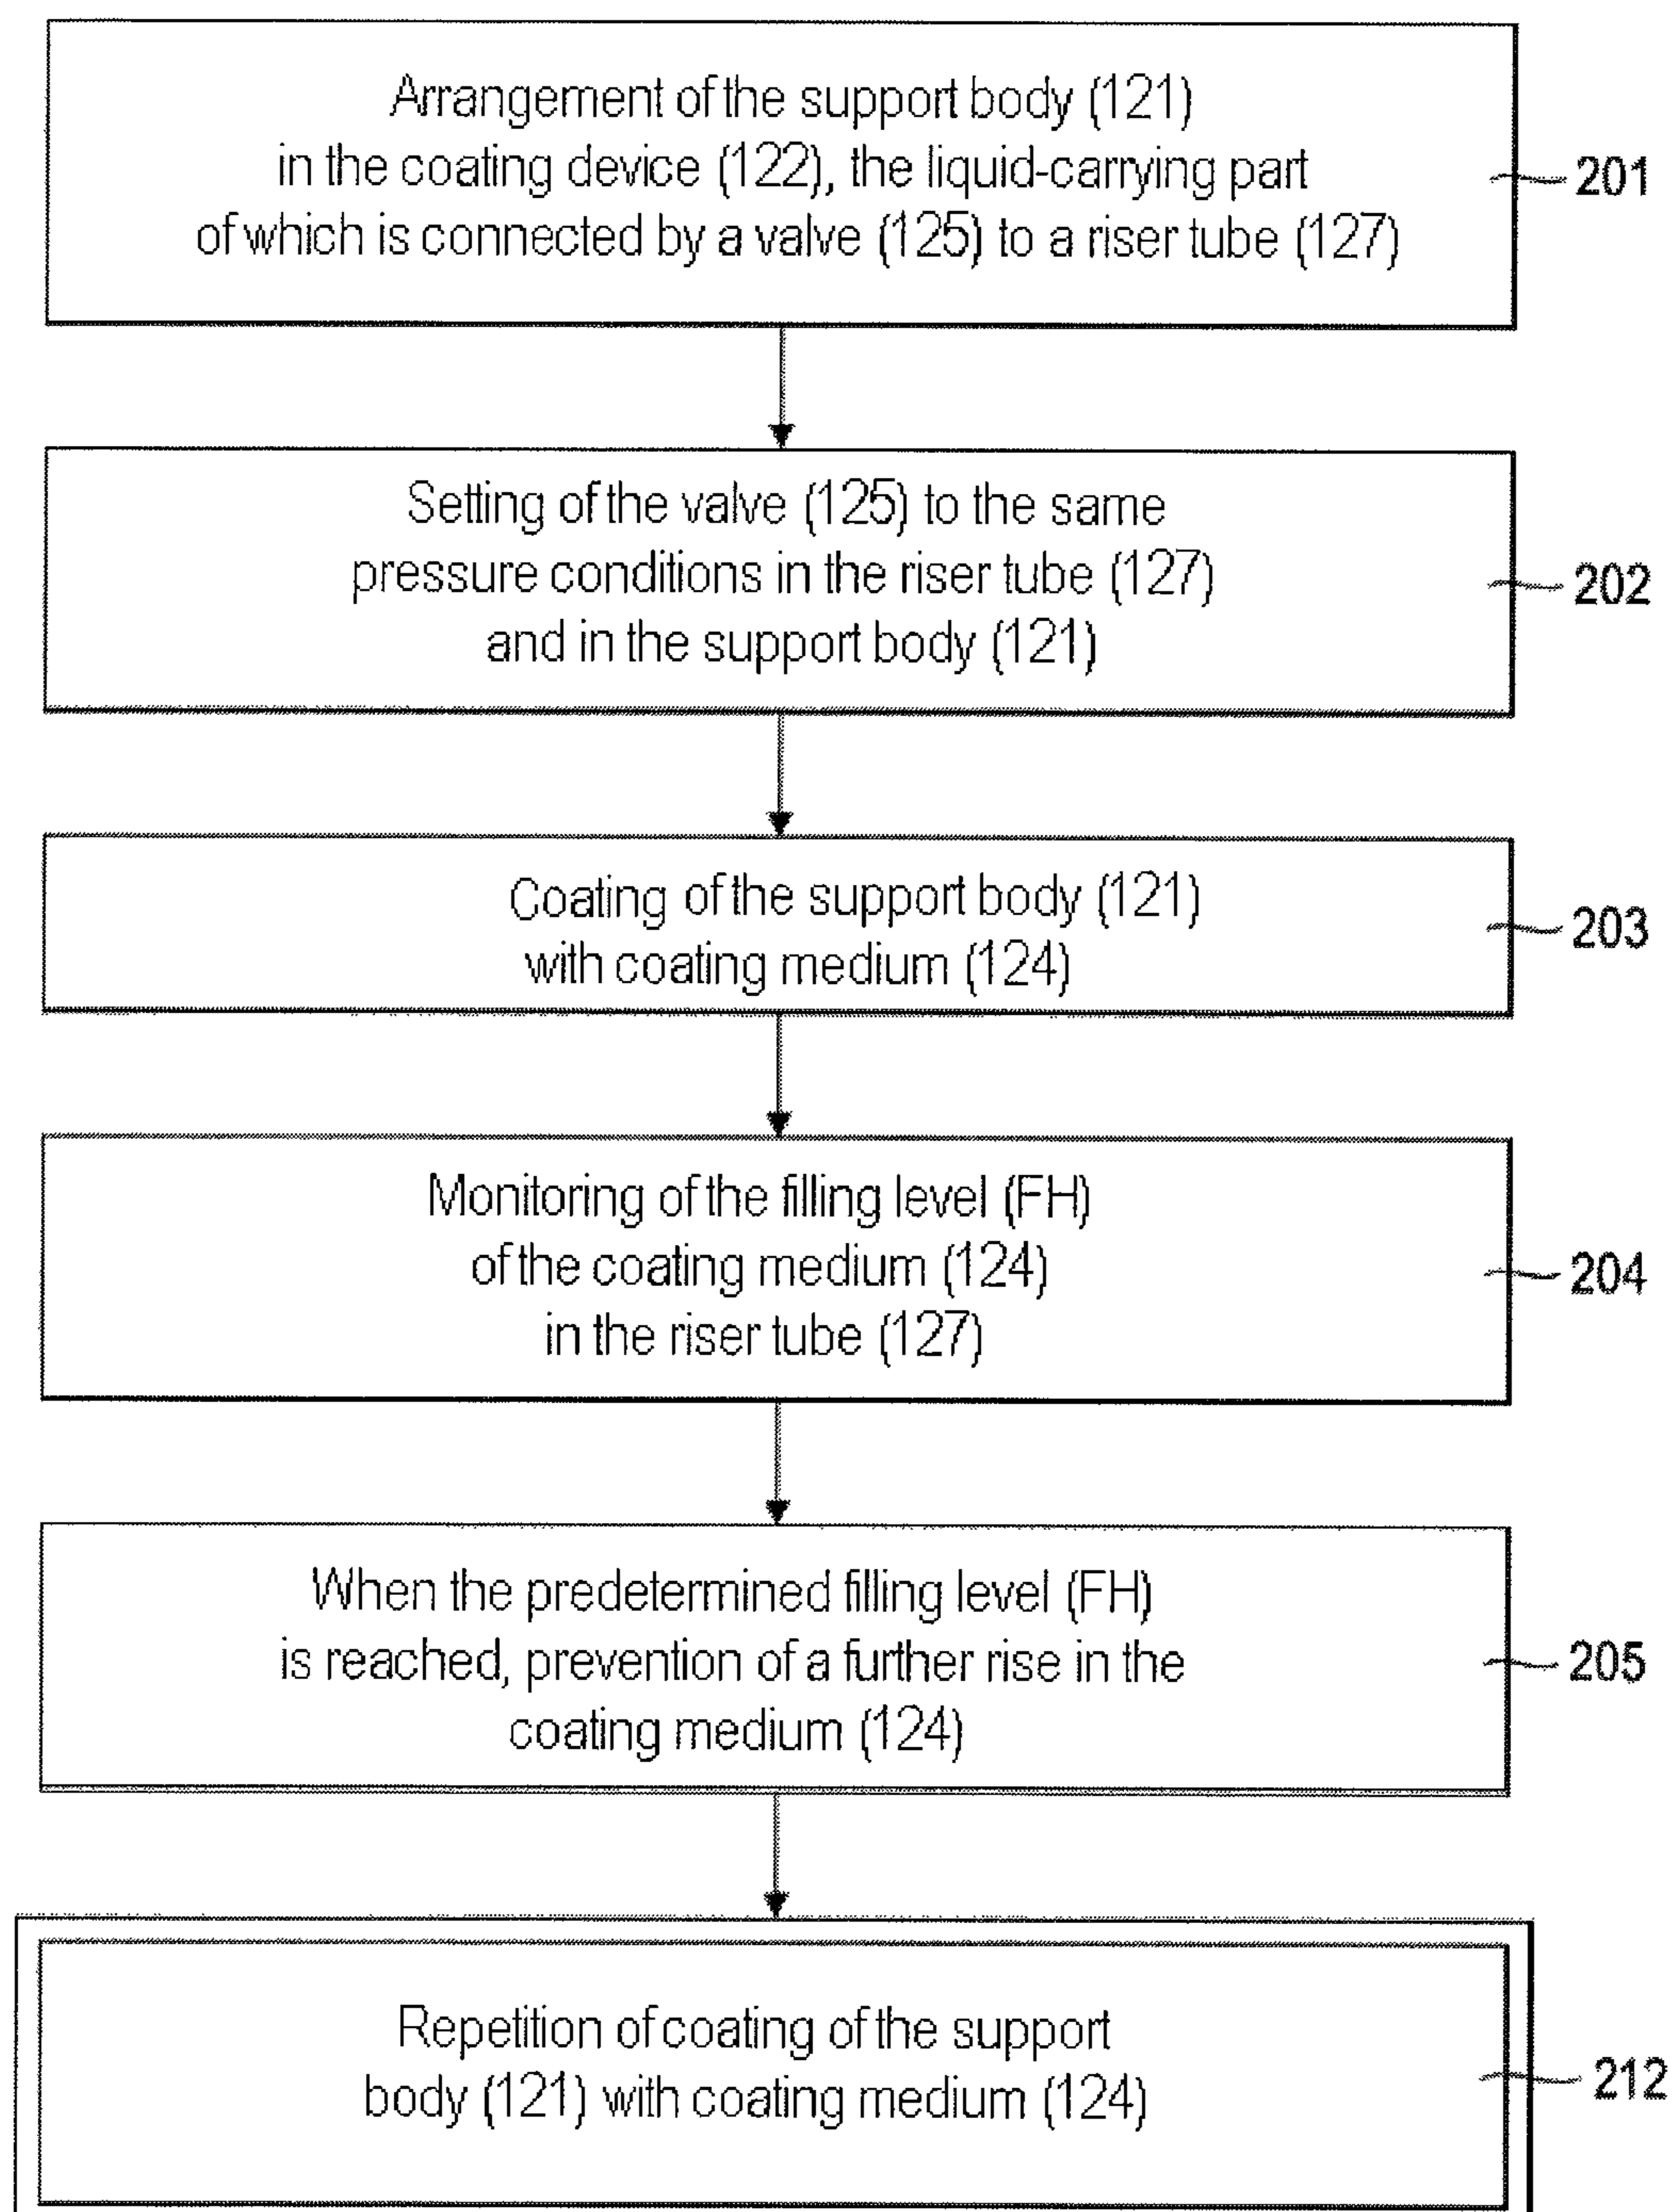 Arrangement of the support body (121)
in the coating device (122), the liquid-carrying part
of which is connected by a valve (125) to a riser tube (127)
201
Setting of the valve (125) to the same
pressure conditions in the riser tube (127)
and in the support body (121)
202
Coating of the support body (121)
with coating medium (124)
203
Monitoring of the filling level (FH)
of the coating medium (124)
in the riser tube (127)
204
When the predetermined filling level (FH)
is reached, prevention of a further rise in the
coating medium (124)
205
Repetition of coating of the support
body (121) with coating medium (124)
212